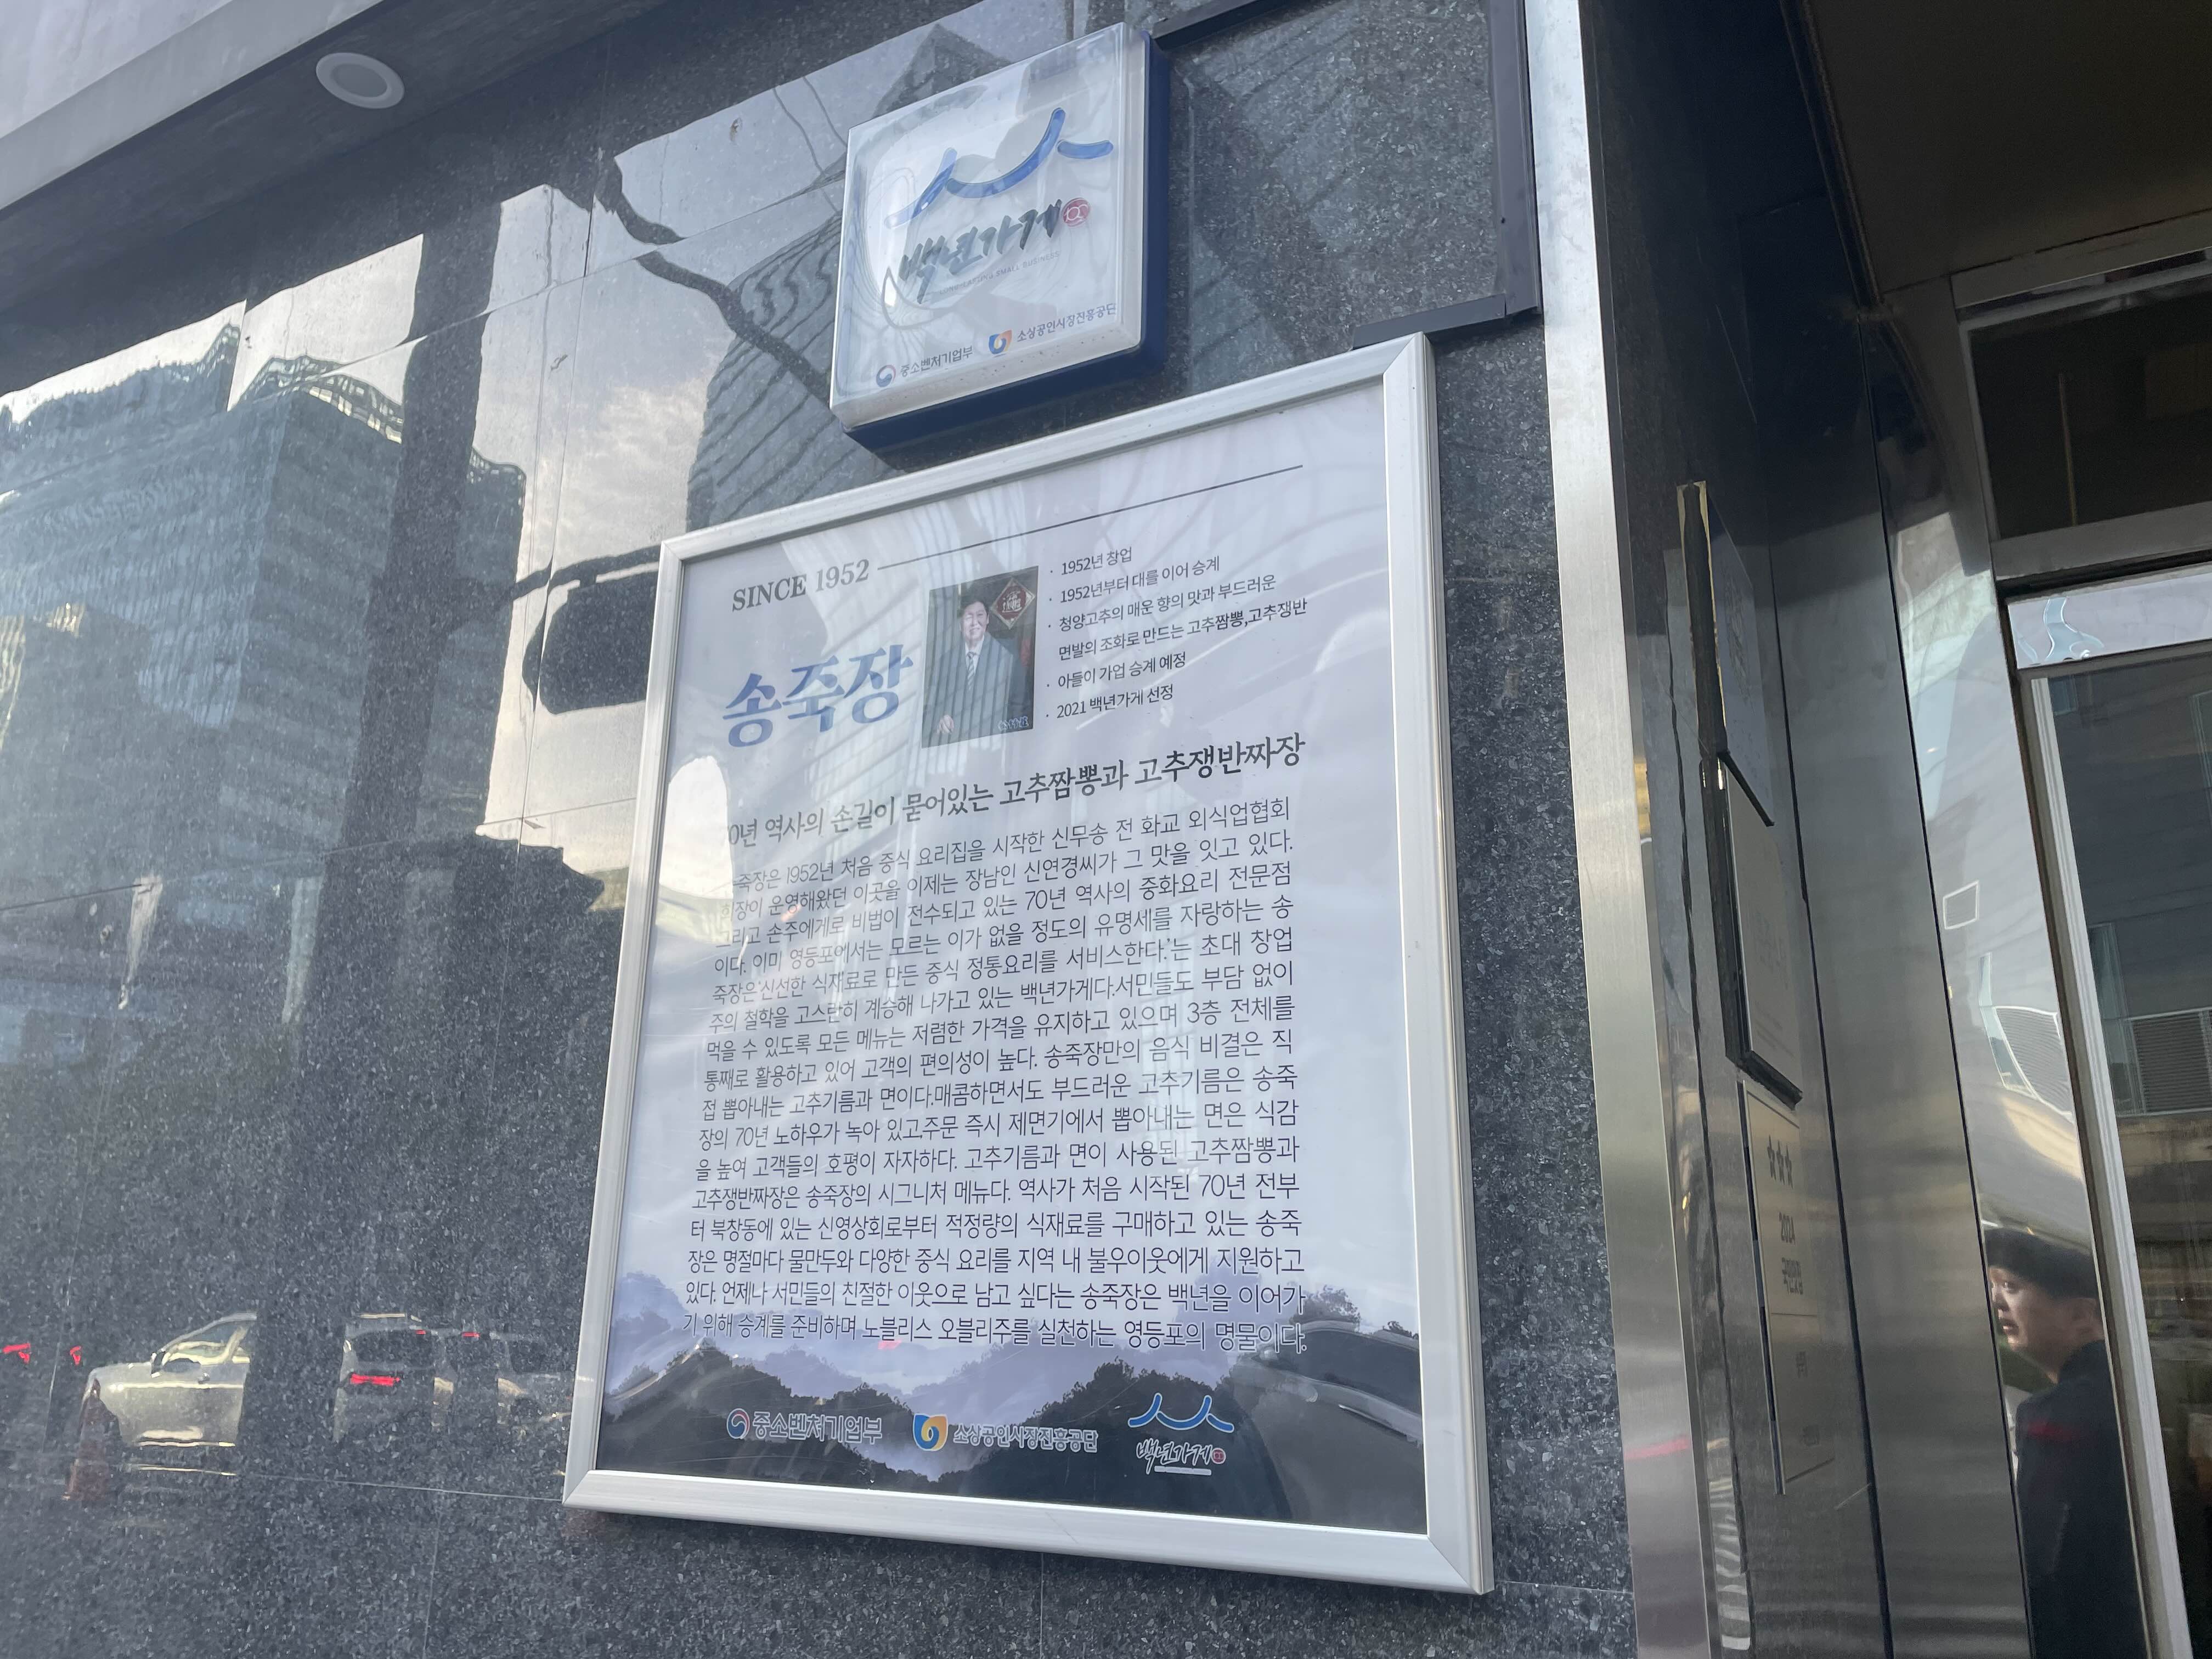 백년가게
중소벤처기업부
소상공인시장진흥공단
SINCE 1952
송죽장
· 1952년 창업
· 1952년부터 대를 이어 승계
· 청양고추의 매운 향의 맛과 부드러운
면발의 조화로 만드는 고추짬뽕,고추쟁반
· 아들이 가업 승계 예정
· 2021 백년가게 선정
0년 역사의 손길이 묻어있는 고추짬뽕과 고추쟁반짜장
죽장은 1952년 처음 중식 요리집을 시작한 신무송 전 화교 외식업협회
회장이 운영해왔던 이곳을 이제는 장남인 신연경씨가 그 맛을 잇고 있다.
그리고 손주에게로 비법이 전수되고 있는 70년 역사의 중화요리 전문점
이다. 이미 영등포에서는 모르는 이가 없을 정도의 유명세를 자랑하는 송
죽장은'신선한 식재료로 만든 중식 정통요리를 서비스한다.'는 초대 창업
주의 철학을 고스란히 계승해 나가고 있는 백년가게다.서민들도 부담 없이
먹을 수 있도록 모든 메뉴는 저렴한 가격을 유지하고 있으며 3층 전체를
통째로 활용하고 있어 고객의 편의성이 높다. 송죽장만의 음식 비결은 직
접 뽑아내는 고추기름과 면이다.매콤하면서도 부드러운 고추기름은 송죽
장의 70년 노하우가 녹아 있고,주문 즉시 제면기에서 뽑아내는 면은 식감
을 높여 고객들의 호평이 자자하다. 고추기름과 면이 사용된 고추짬뽕과
고추쟁반짜장은 송죽장의 시그니처 메뉴다. 역사가 처음 시작된 70년 전부
터 북창동에 있는 신영상회로부터 적정량의 식재료를 구매하고 있는 송죽
장은 명절마다 물만두와 다양한 중식 요리를 지역 내 불우이웃에게 지원하고
있다. 언제나 서민들의 친절한 이웃으로 남고 싶다는 송죽장은 백년을 이어가
기 위해 승계를 준비하며 노블리스 오블리주를 실천하는 영등포의 명물이다.
중소벤처기업부
소상공인시장진흥공단
백년가게
2024